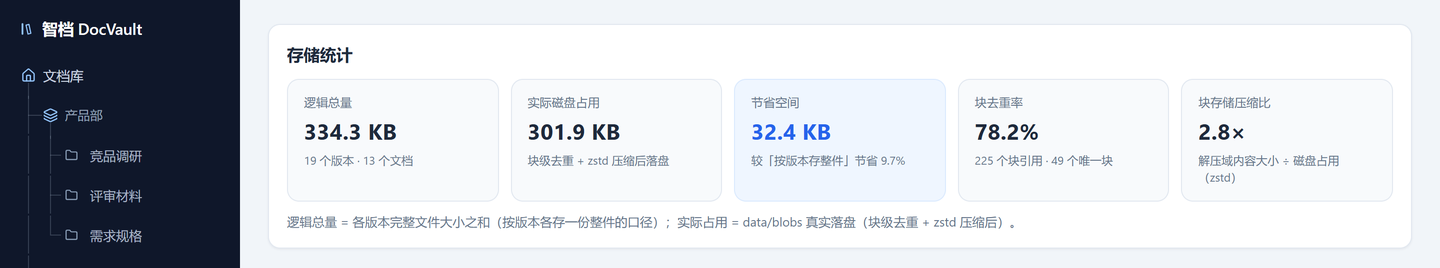 智档 DocVault
文档库
产品部
竞品调研
评审材料
需求规格
存储统计
逻辑总量
334.3 KB
19 个版本 · 13 个文档
实际磁盘占用
301.9 KB
块级去重 + zstd 压缩后落盘
节省空间
32.4 KB
较「按版本存整件」节省 9.7%
块去重率
78.2%
225 个块引用 · 49 个唯一块
块存储压缩比
2.8×
解压域内容大小 ÷ 磁盘占用
（zstd）
逻辑总量 = 各版本完整文件大小之和（按版本各存一份整件的口径）；实际占用 = data/blobs 真实落盘（块级去重 + zstd 压缩后）。